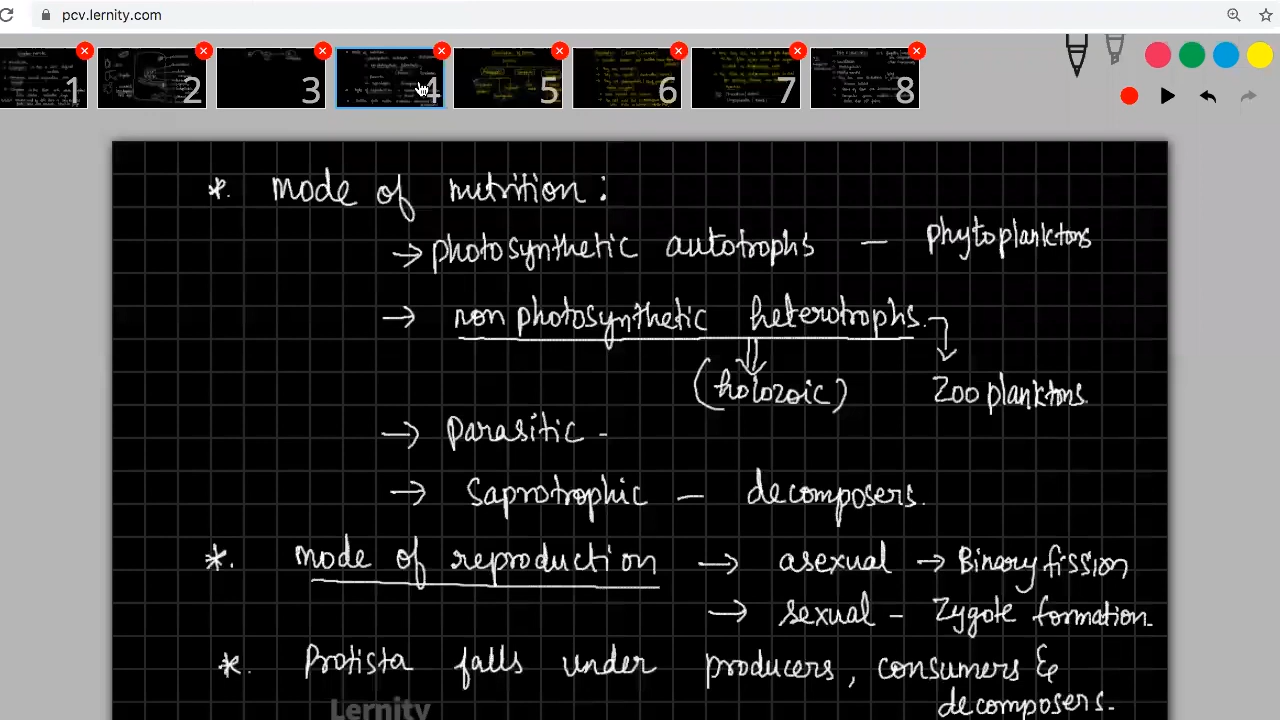 pcv.lernity.com
1 2 3 4 5 6 7 8
*. mode of nutrition:
→ photosynthetic autotrophs — phytoplanktons
→ non photosynthetic heterotrophs.
(holozoic) Zoo planktons.
→ Parasitic -
→ Saprotrophic — decomposers.
*. mode of reproduction → asexual → Binary fission
→ sexual - Zygote formation.
*. Protista falls under producers, consumers &
decomposers.
Lernity